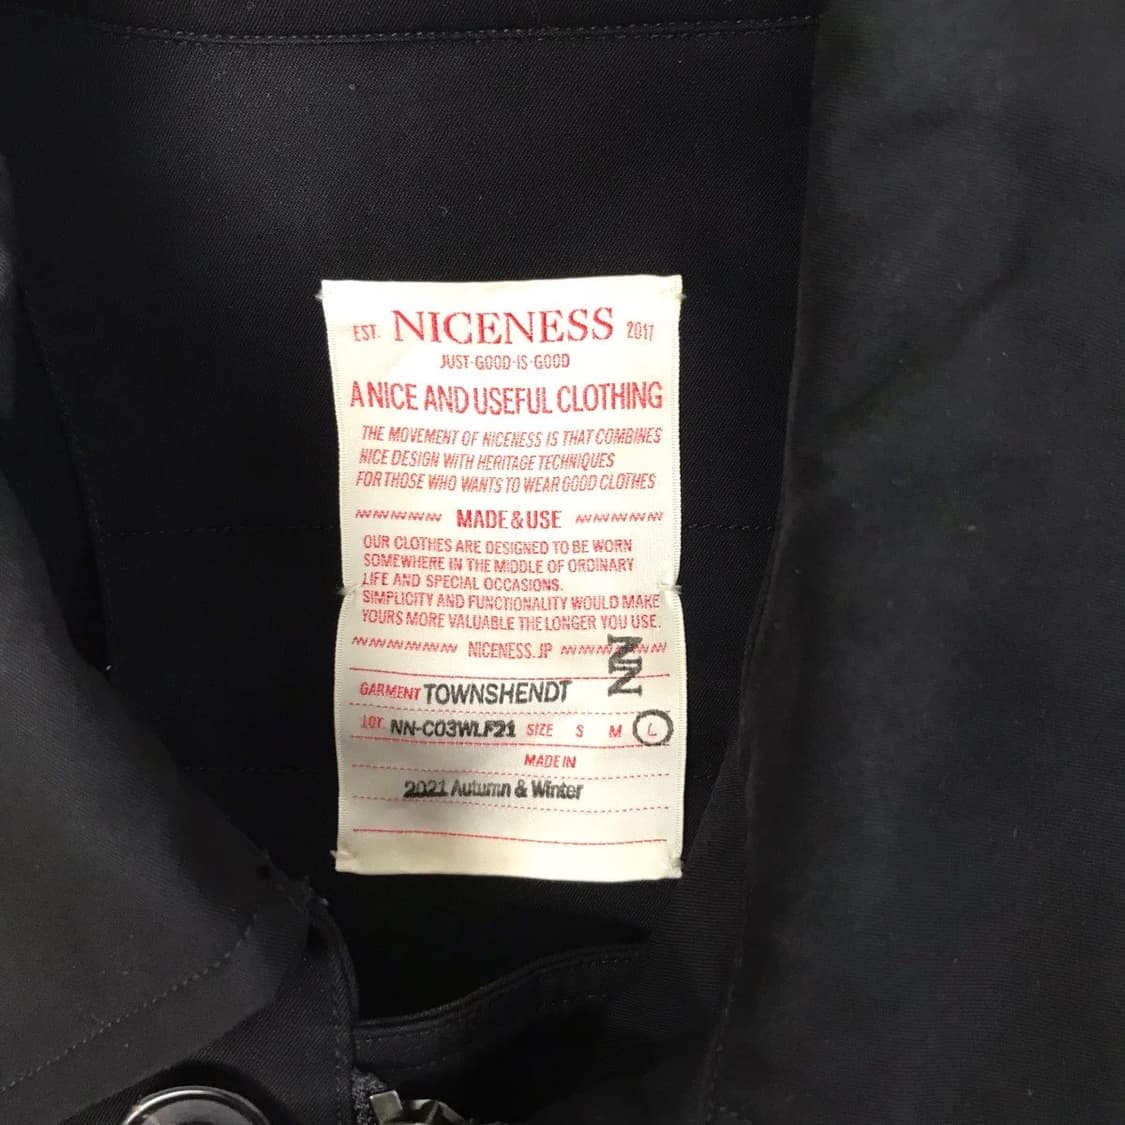 EST. NICENESS 2017
JUST·GOOD·IS·GOOD
A NICE AND USEFUL CLOTHING
THE MOVEMENT OF NICENESS IS THAT COMBINES
NICE DESIGN WITH HERITAGE TECHNIQUES
FOR THOSE WHO WANTS TO WEAR GOOD CLOTHES
MADE & USE
OUR CLOTHES ARE DESIGNED TO BE WORN
SOMEWHERE IN THE MIDDLE OF ORDINARY
LIFE AND SPECIAL OCCASIONS.
SIMPLICITY AND FUNCTIONALITY WOULD MAKE
YOURS MORE VALUABLE THE LONGER YOU USE.
NICENESS.JP
NN
GARMENT TOWNSHENDT
LOT. NN-C03WLF21 SIZE S M L
MADE IN
2021 Autumn & Winter